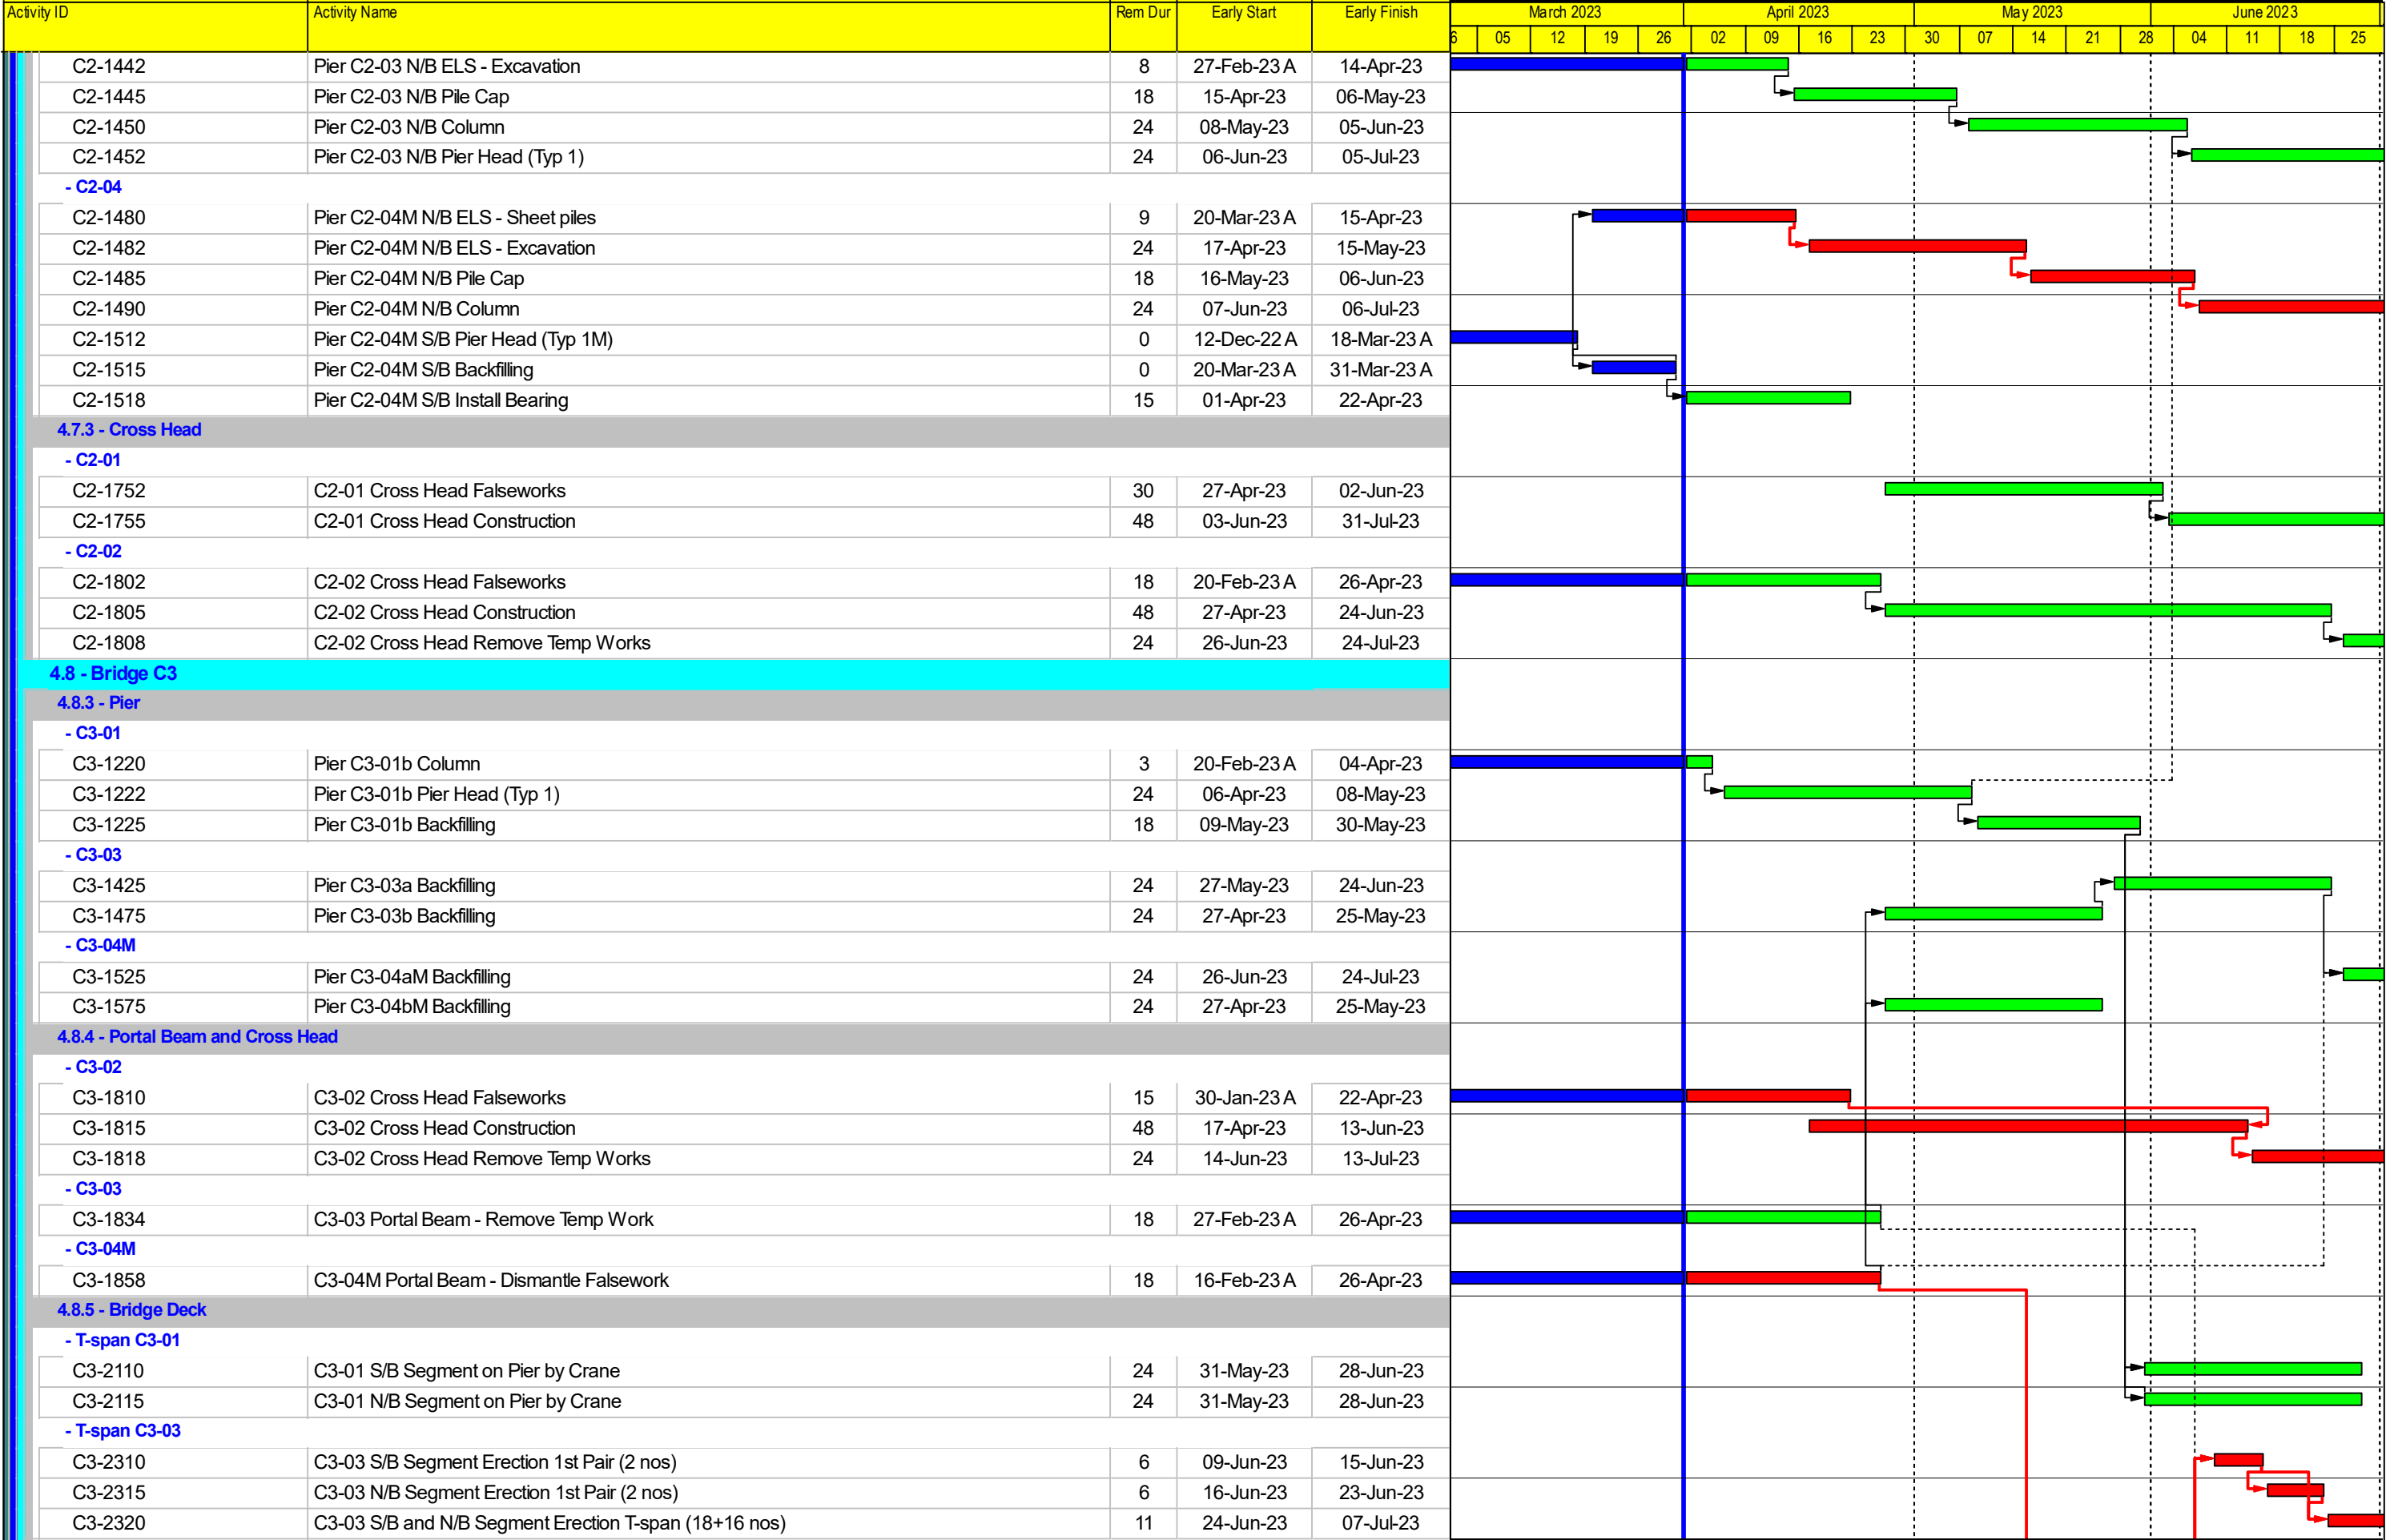 Activity ID Activity Name Rem Dur Early Start Early Finish March 2023 April 2023 May 2023 June 2023
6 05 12 19 26 02 09 16 23 30 07 14 21 28 04 11 18 25
C2-1442 Pier C2-03 N/B ELS - Excavation 8 27-Feb-23 A 14-Apr-23
C2-1445 Pier C2-03 N/B Pile Cap 18 15-Apr-23 06-May-23
C2-1450 Pier C2-03 N/B Column 24 08-May-23 05-Jun-23
C2-1452 Pier C2-03 N/B Pier Head (Typ 1) 24 06-Jun-23 05-Jul-23
- C2-04
C2-1480 Pier C2-04M N/B ELS - Sheet piles 9 20-Mar-23 A 15-Apr-23
C2-1482 Pier C2-04M N/B ELS - Excavation 24 17-Apr-23 15-May-23
C2-1485 Pier C2-04M N/B Pile Cap 18 16-May-23 06-Jun-23
C2-1490 Pier C2-04M N/B Column 24 07-Jun-23 06-Jul-23
C2-1512 Pier C2-04M S/B Pier Head (Typ 1M) 0 12-Dec-22 A 18-Mar-23 A
C2-1515 Pier C2-04M S/B Backfilling 0 20-Mar-23 A 31-Mar-23 A
C2-1518 Pier C2-04M S/B Install Bearing 15 01-Apr-23 22-Apr-23
4.7.3 - Cross Head
- C2-01
C2-1752 C2-01 Cross Head Falseworks 30 27-Apr-23 02-Jun-23
C2-1755 C2-01 Cross Head Construction 48 03-Jun-23 31-Jul-23
- C2-02
C2-1802 C2-02 Cross Head Falseworks 18 20-Feb-23 A 26-Apr-23
C2-1805 C2-02 Cross Head Construction 48 27-Apr-23 24-Jun-23
C2-1808 C2-02 Cross Head Remove Temp Works 24 26-Jun-23 24-Jul-23
4.8 - Bridge C3
4.8.3 - Pier
- C3-01
C3-1220 Pier C3-01b Column 3 20-Feb-23 A 04-Apr-23
C3-1222 Pier C3-01b Pier Head (Typ 1) 24 06-Apr-23 08-May-23
C3-1225 Pier C3-01b Backfilling 18 09-May-23 30-May-23
- C3-03
C3-1425 Pier C3-03a Backfilling 24 27-May-23 24-Jun-23
C3-1475 Pier C3-03b Backfilling 24 27-Apr-23 25-May-23
- C3-04M
C3-1525 Pier C3-04aM Backfilling 24 26-Jun-23 24-Jul-23
C3-1575 Pier C3-04bM Backfilling 24 27-Apr-23 25-May-23
4.8.4 - Portal Beam and Cross Head
- C3-02
C3-1810 C3-02 Cross Head Falseworks 15 30-Jan-23 A 22-Apr-23
C3-1815 C3-02 Cross Head Construction 48 17-Apr-23 13-Jun-23
C3-1818 C3-02 Cross Head Remove Temp Works 24 14-Jun-23 13-Jul-23
- C3-03
C3-1834 C3-03 Portal Beam - Remove Temp Work 18 27-Feb-23 A 26-Apr-23
- C3-04M
C3-1858 C3-04M Portal Beam - Dismantle Falsework 18 16-Feb-23 A 26-Apr-23
4.8.5 - Bridge Deck
- T-span C3-01
C3-2110 C3-01 S/B Segment on Pier by Crane 24 31-May-23 28-Jun-23
C3-2115 C3-01 N/B Segment on Pier by Crane 24 31-May-23 28-Jun-23
- T-span C3-03
C3-2310 C3-03 S/B Segment Erection 1st Pair (2 nos) 6 09-Jun-23 15-Jun-23
C3-2315 C3-03 N/B Segment Erection 1st Pair (2 nos) 6 16-Jun-23 23-Jun-23
C3-2320 C3-03 S/B and N/B Segment Erection T-span (18+16 nos) 11 24-Jun-23 07-Jul-23